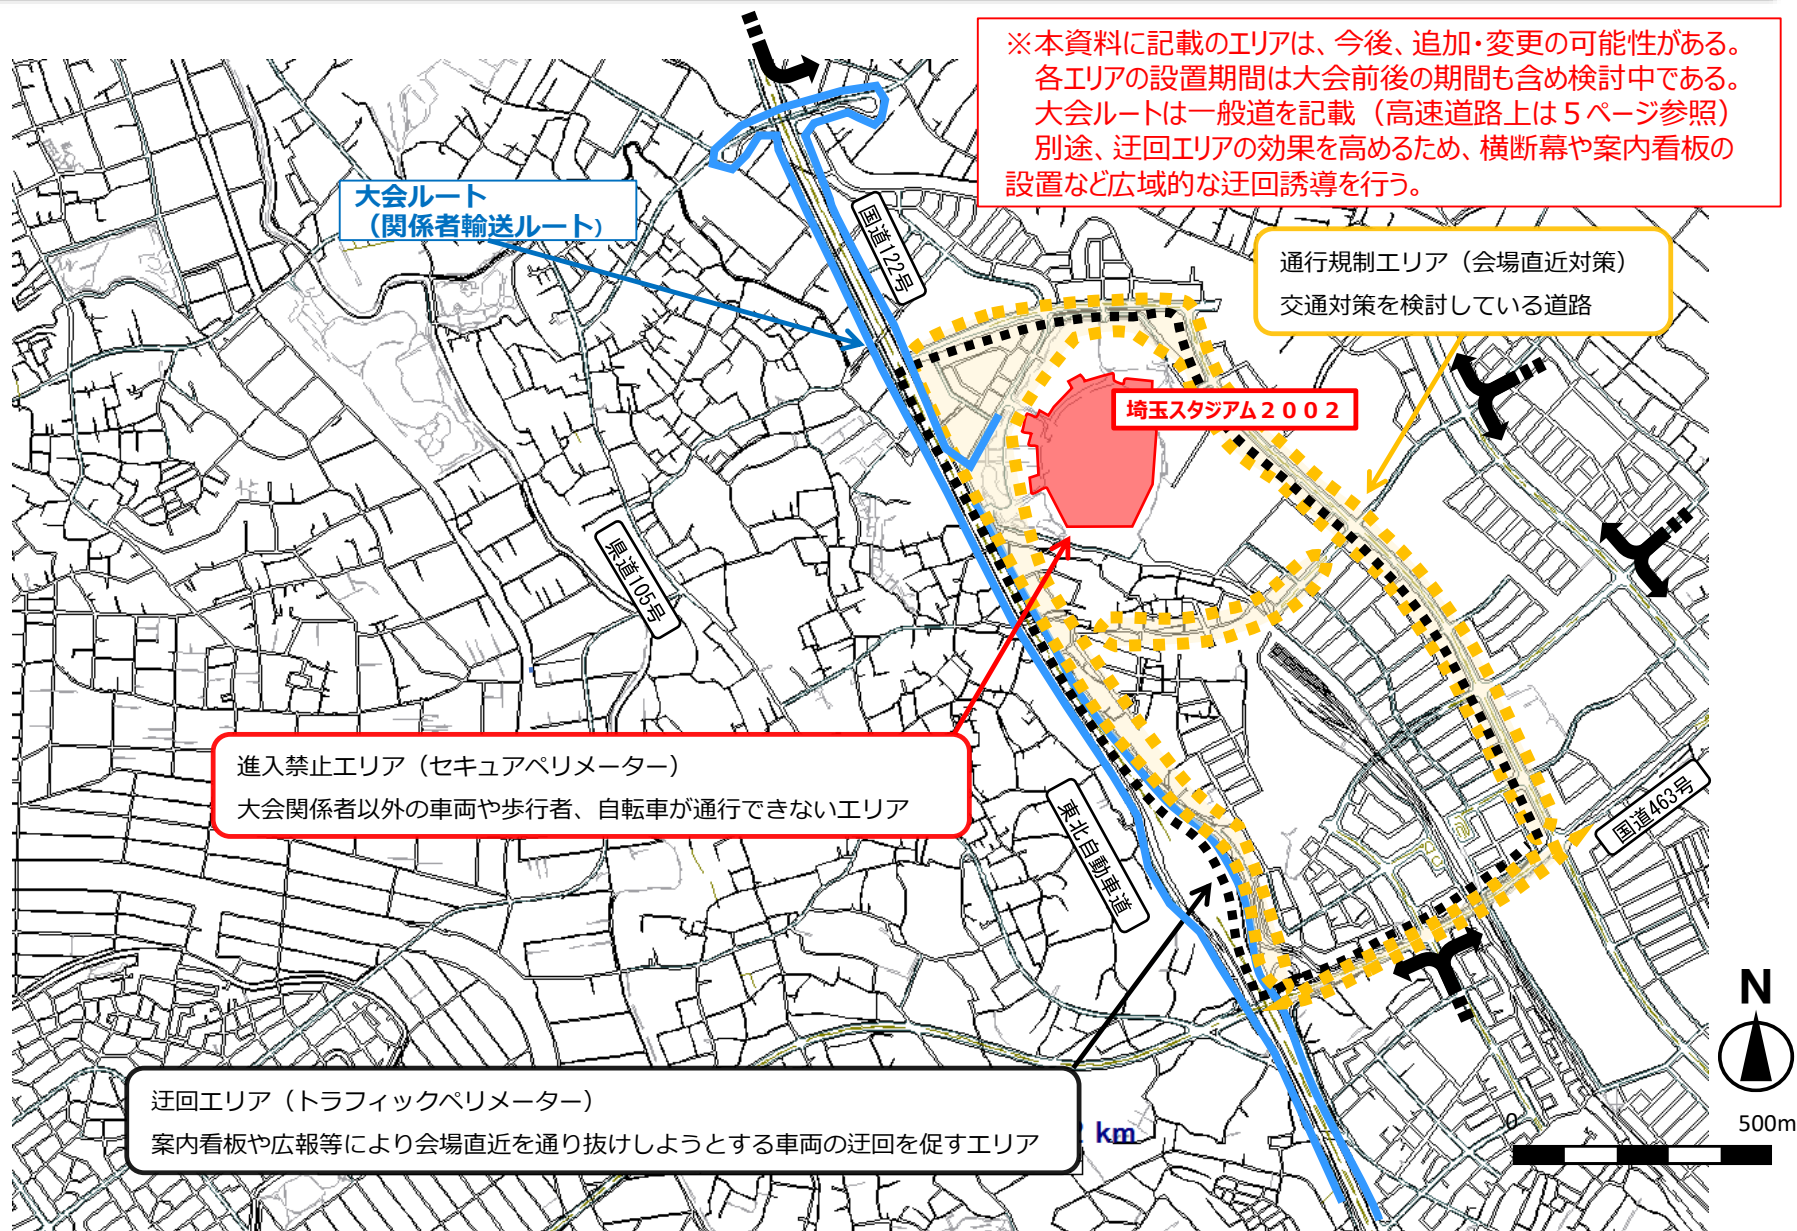 ※本資料に記載のエリアは、今後、追加・変更の可能性がある。
各エリアの設置期間は大会前後の期間も含め検討中である。
大会ルートは一般道を記載（高速道路上は５ページ参照）
別途、迂回エリアの効果を高めるため、横断幕や案内看板の
設置など広域的な迂回誘導を行う。
大会ルート
（関係者輸送ルート）
国道122号
通行規制エリア（会場直近対策）
交通対策を検討している道路
埼玉スタジアム２００２
県道105号
進入禁止エリア（セキュアペリメーター）
大会関係者以外の車両や歩行者、自転車が通行できないエリア
東北自動車道
国道463号
迂回エリア（トラフィックペリメーター）
案内看板や広報等により会場直近を通り抜けしようとする車両の迂回を促すエリア
km
N
0
500m